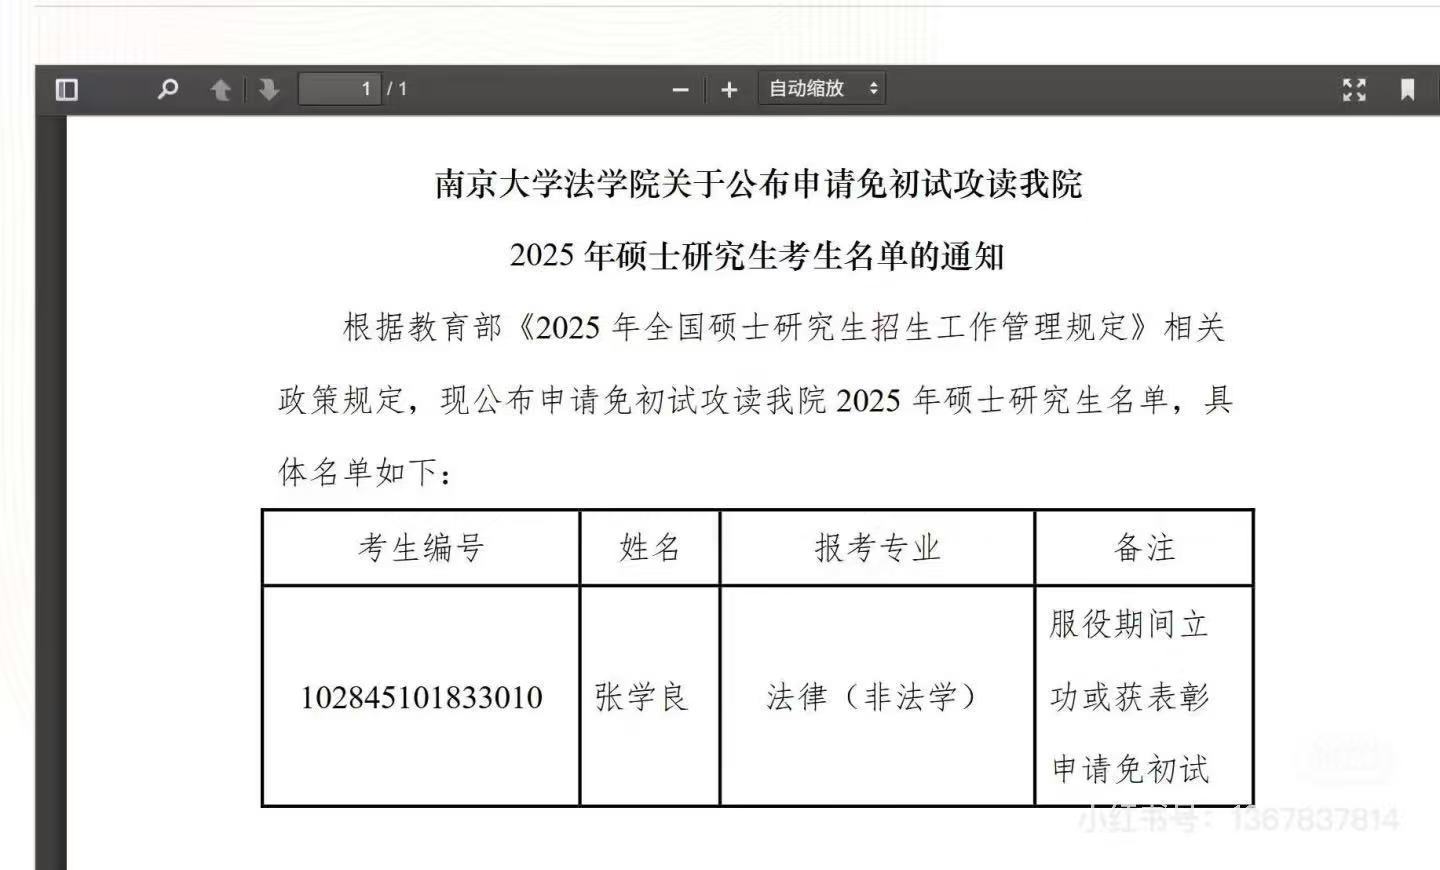 1 / 1
自动缩放
南京大学法学院关于公布申请免初试攻读我院
2025 年硕士研究生考生名单的通知
根据教育部《2025 年全国硕士研究生招生工作管理规定》相关
政策规定，现公布申请免初试攻读我院 2025 年硕士研究生名单，具
体名单如下：
考生编号 姓名 报考专业 备注
102845101833010 张学良 法律（非法学） 服役期间立
功或获表彰
申请免初试
小红书号：1367837814